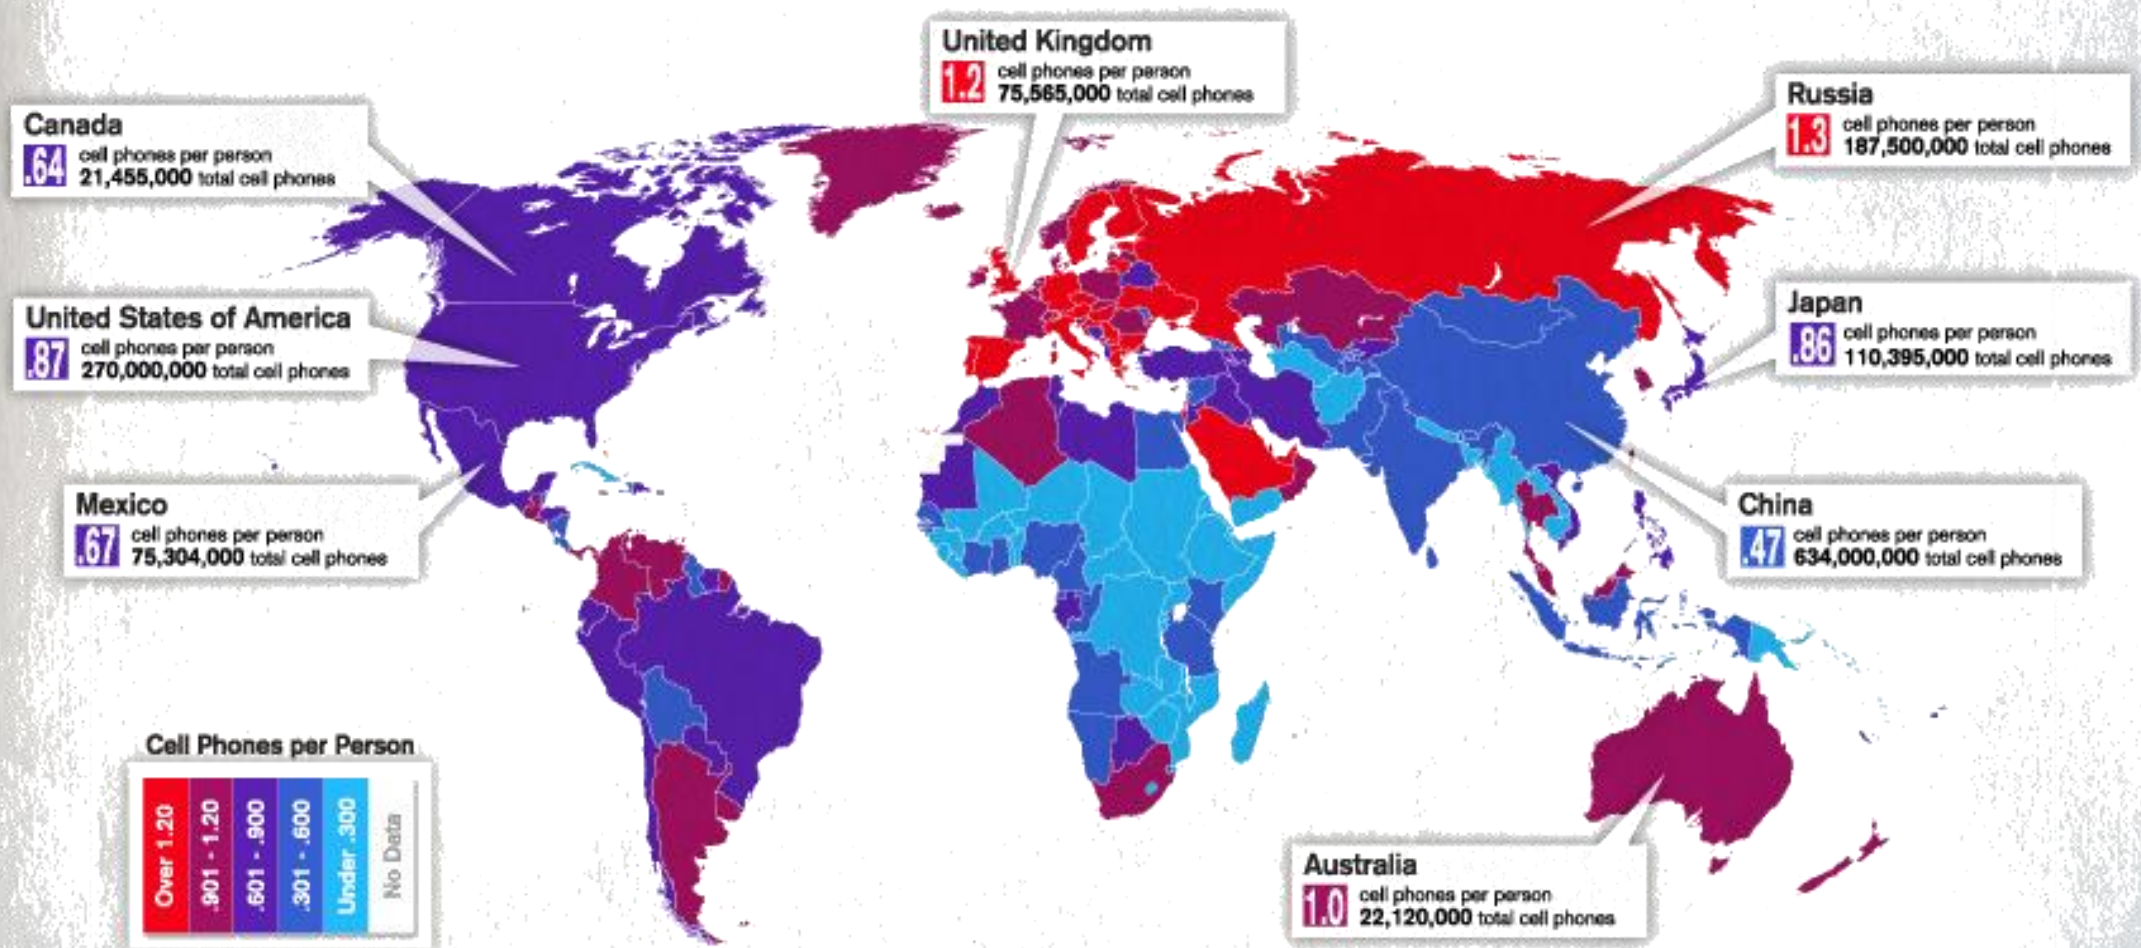 United Kingdom
1.2 cell phones per person
75,565,000 total cell phones
Russia
1.3 cell phones per person
187,500,000 total cell phones
Canada
.64 cell phones per person
21,455,000 total cell phones
United States of America
.87 cell phones per person
270,000,000 total cell phones
Japan
.86 cell phones per person
110,395,000 total cell phones
Mexico
.67 cell phones per person
75,304,000 total cell phones
China
.47 cell phones per person
634,000,000 total cell phones
Cell Phones per Person
Over 1.20
.901 - 1.20
.601 - .900
.301 - .600
Under .300
No Data
Australia
1.0 cell phones per person
22,120,000 total cell phones